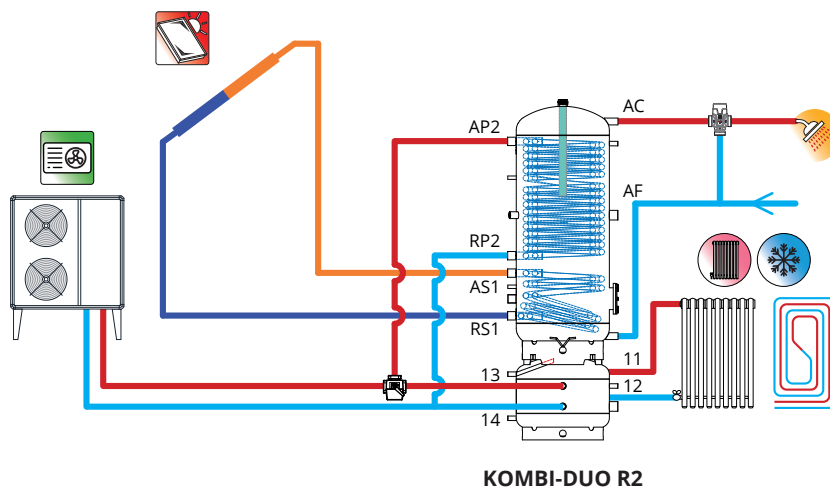 AC
AP2
AF
RP2
AS1
RS1
11
13
12
14
KOMBI-DUO R2